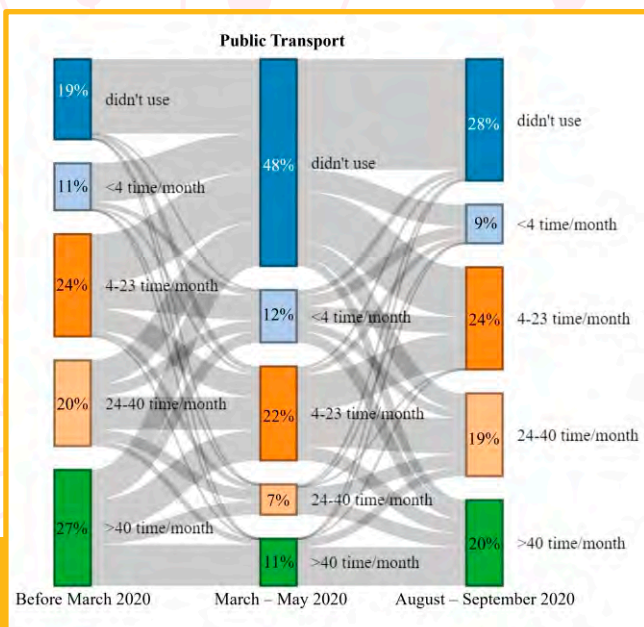 Public Transport
19%
didn't use
11%
<4 time/month
24%
4-23 time/month
20%
24-40 time/month
27%
>40 time/month
48%
didn't use
12%
<4 time/month
22%
4-23 time/month
7%
24-40 time/month
11%
>40 time/month
28%
didn't use
9%
<4 time/month
24%
4-23 time/month
19%
24-40 time/month
20%
>40 time/month
Before March 2020
March – May 2020
August – September 2020